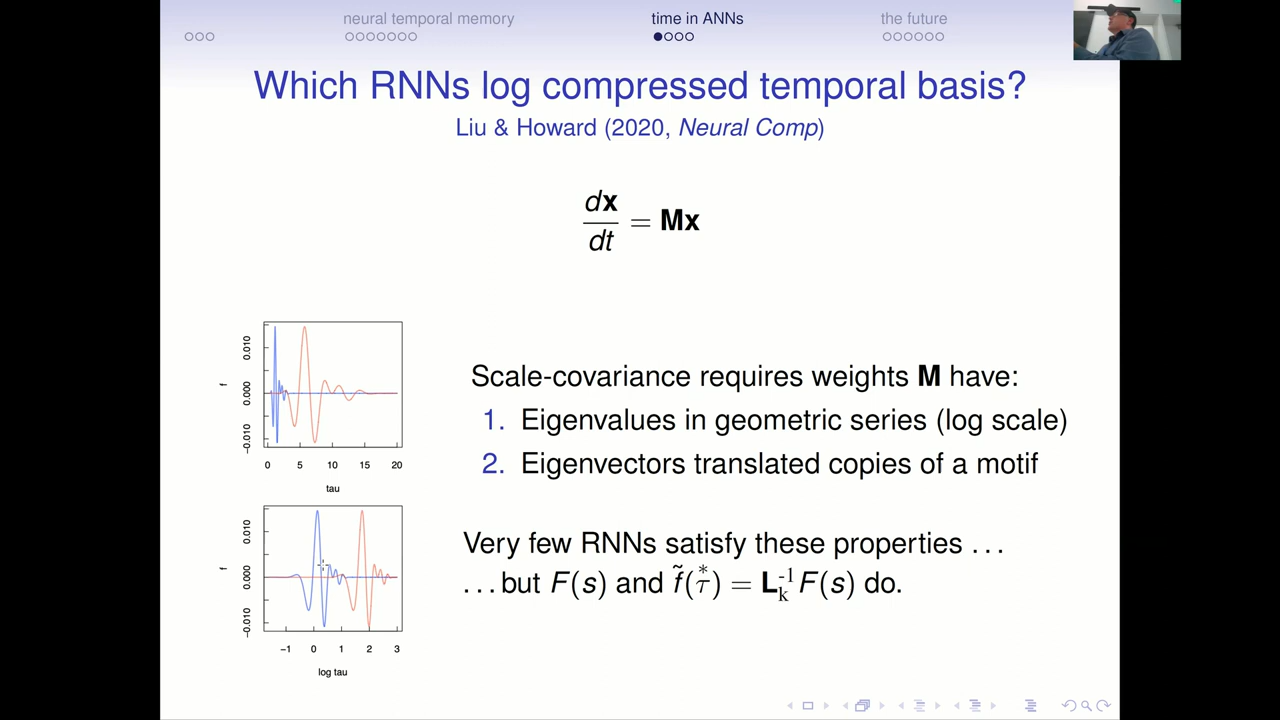 neural temporal memory
time in ANNs
the future
Which RNNs log compressed temporal basis?
Liu & Howard (2020, Neural Comp)
dx/dt = Mx
0.010
0.000
-0.010
f
0 5 10 15 20
tau
Scale-covariance requires weights M have:
1. Eigenvalues in geometric series (log scale)
2. Eigenvectors translated copies of a motif
0.010
0.000
-0.010
f
-1 0 1 2 3
log tau
Very few RNNs satisfy these properties ...
...but F(s) and f̃(τ*) = L_k^-1 F(s) do.